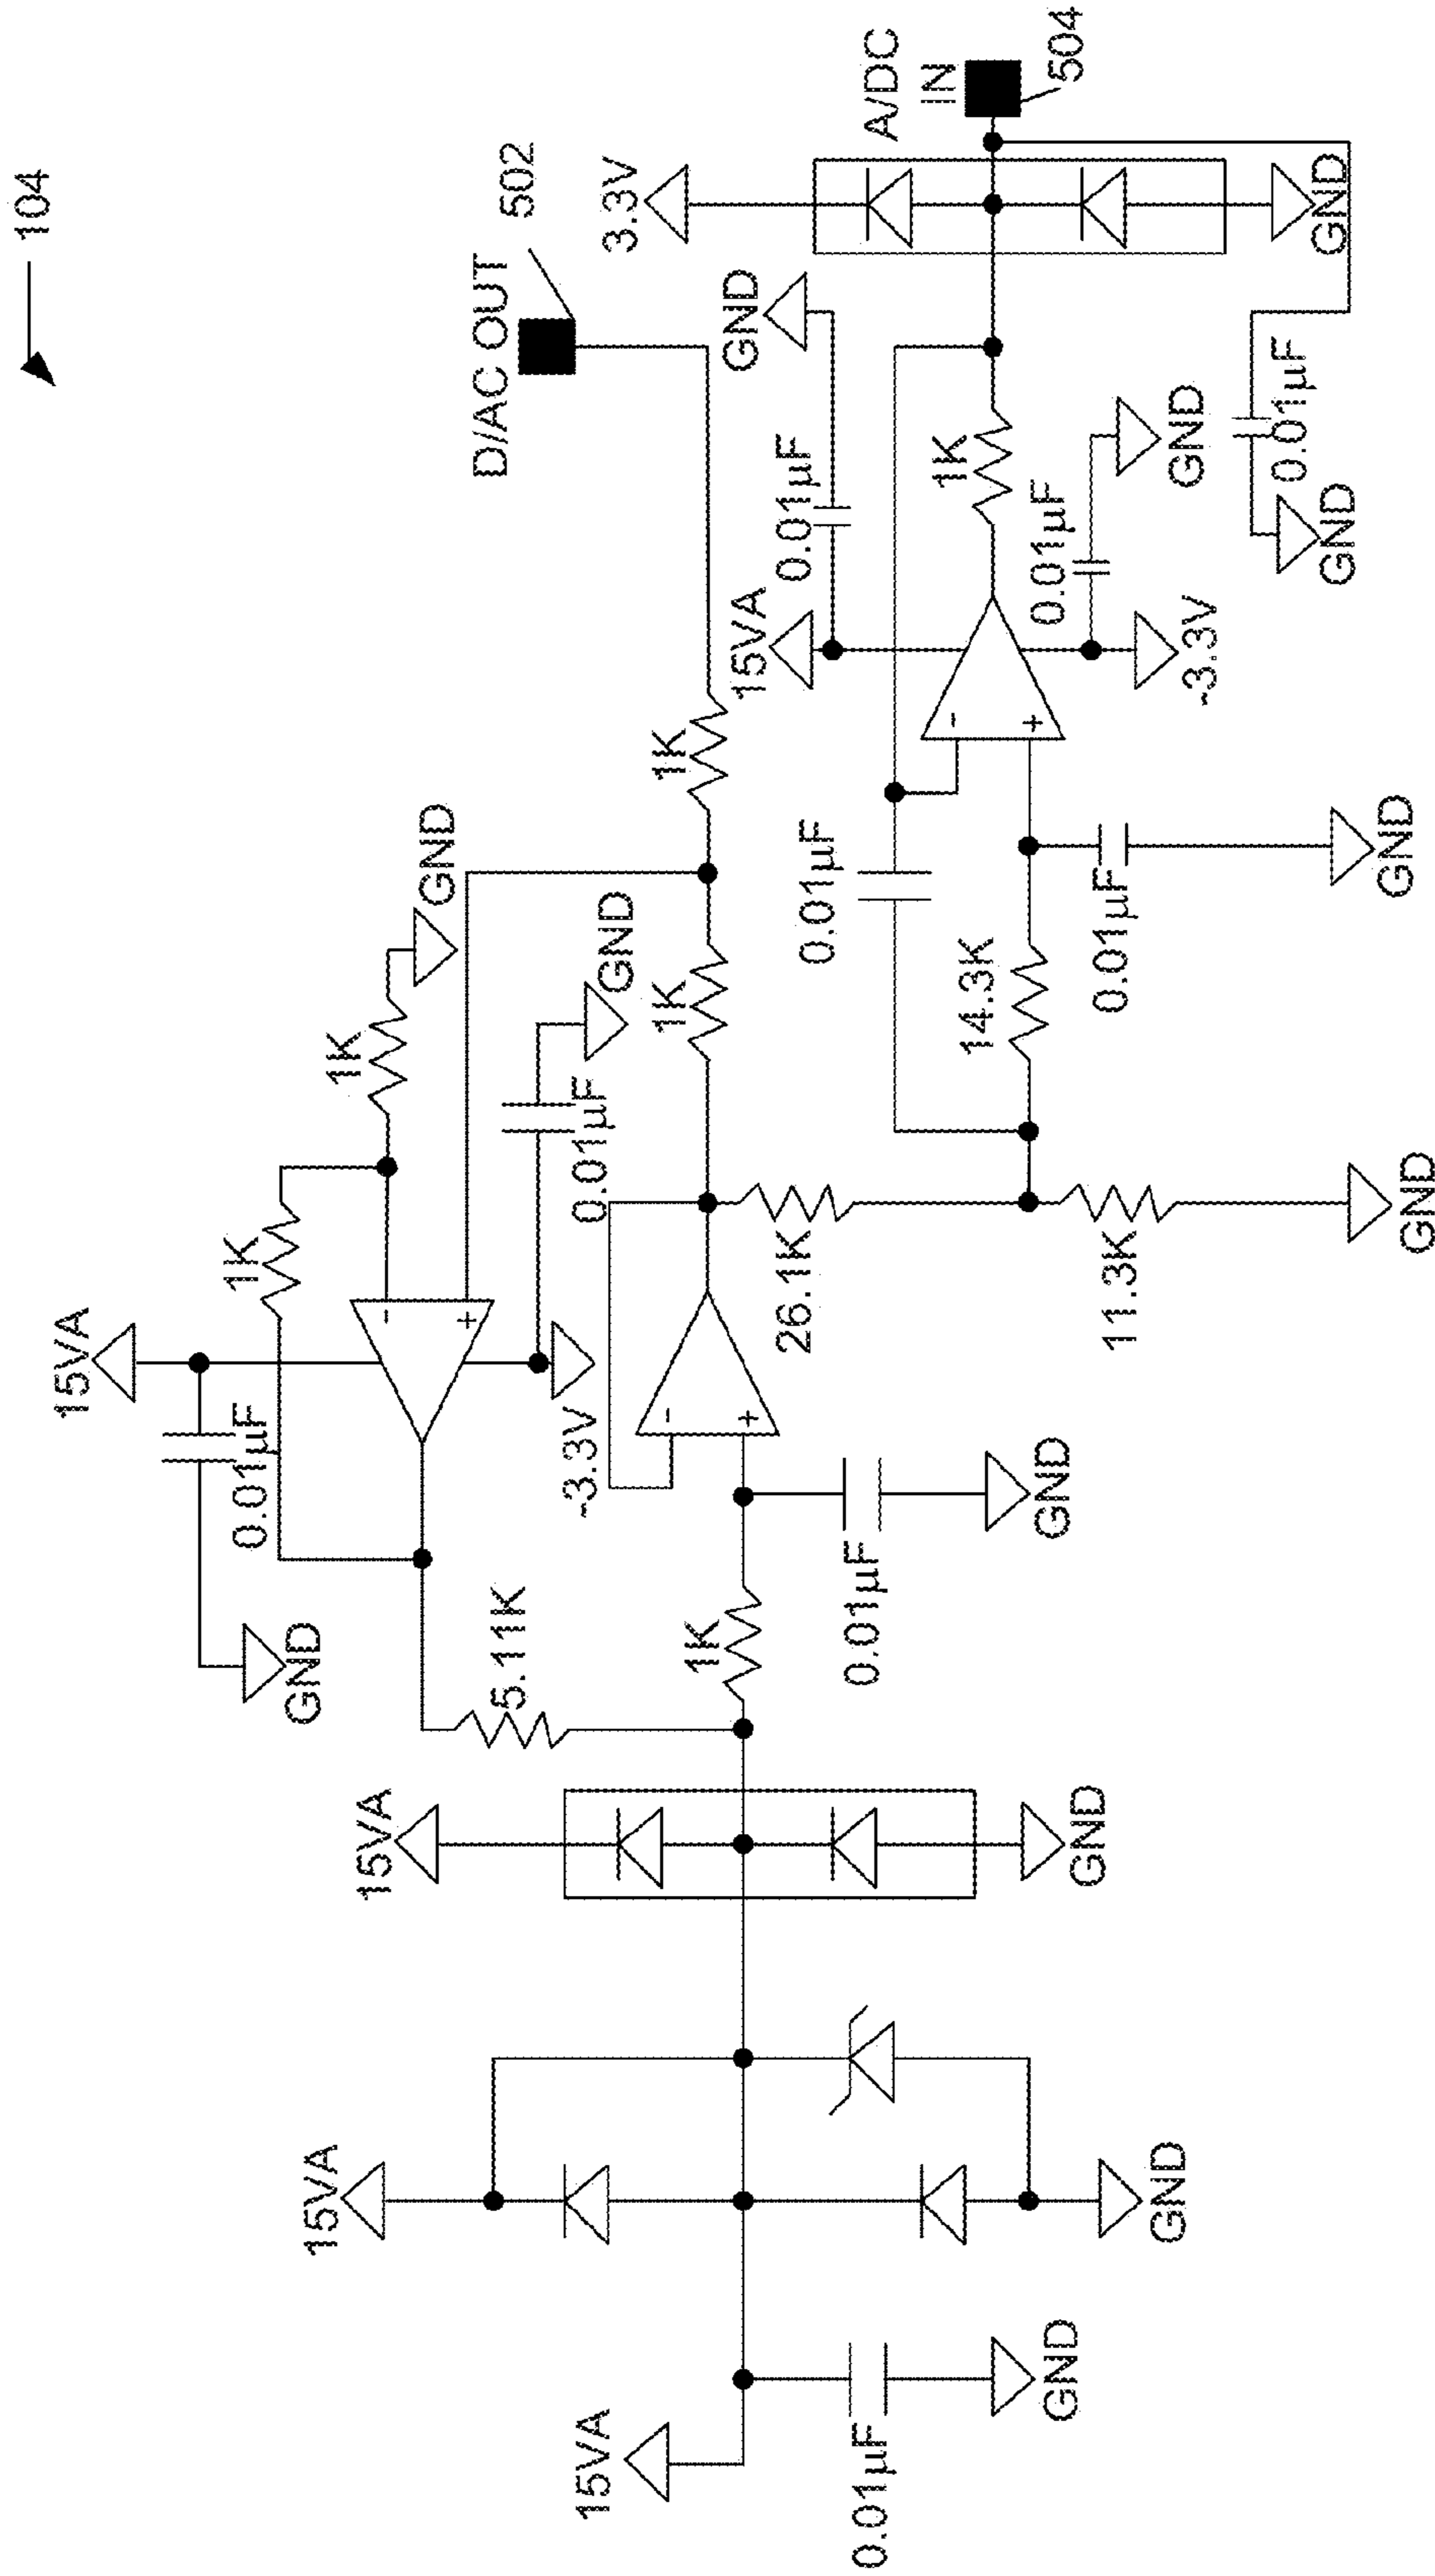 104
D/AC OUT
502
3.3V
A/DC
IN
504
GND
GND
0.01µF
GND
1K
0.01µF
GND
0.01µF
GND
15VA
-3.3V
1K
GND
1K
0.01µF
GND
1K
14.3K
0.01µF
GND
-
+
15VA
1K
0.01µF
GND
-
+
-3.3V
0.01µF
GND
-
+
26.1K
11.3K
GND
5.11K
1K
0.01µF
GND
15VA
GND
15VA
GND
15VA
0.01µF
GND